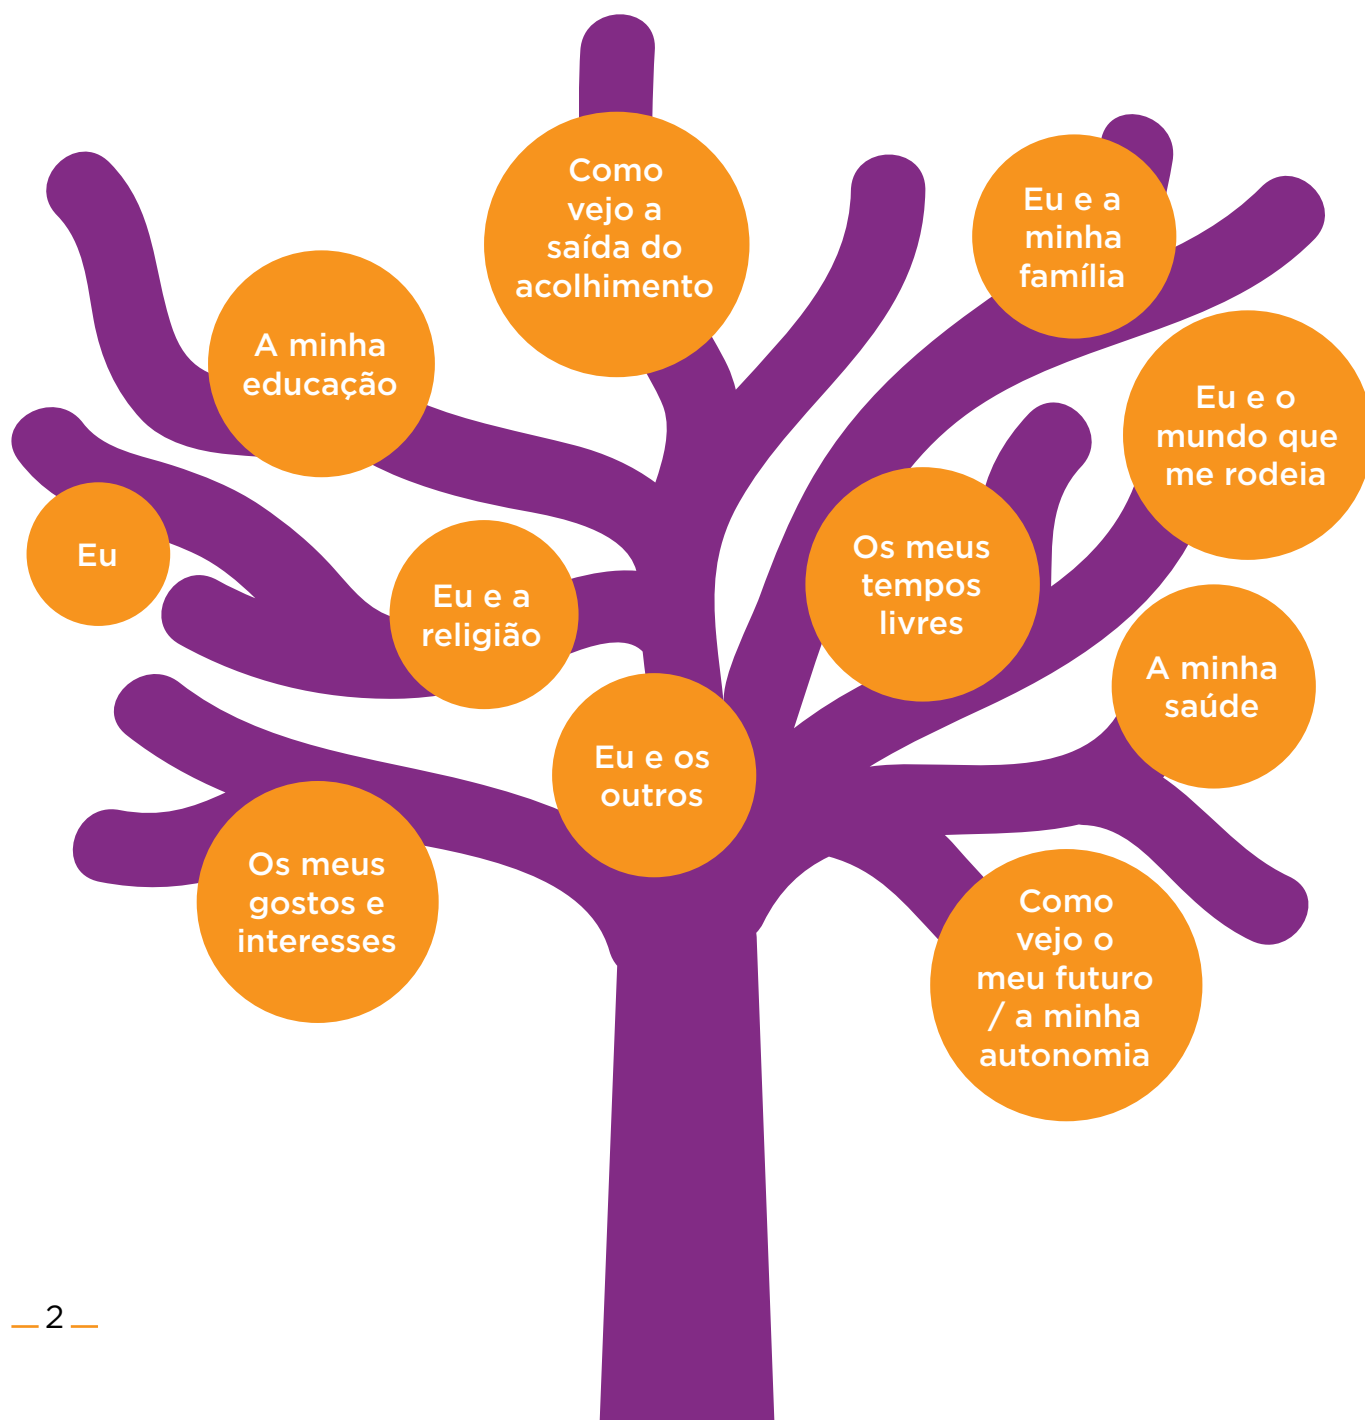 Como
vejo a
saída do
acolhimento
Eu e a
minha
família
A minha
educação
Eu e o
mundo que
me rodeia
Eu
Eu e a
religião
Os meus
tempos
livres
A minha
saúde
Eu e os
outros
Os meus
gostos e
interesses
Como
vejo o
meu futuro
/ a minha
autonomia
2